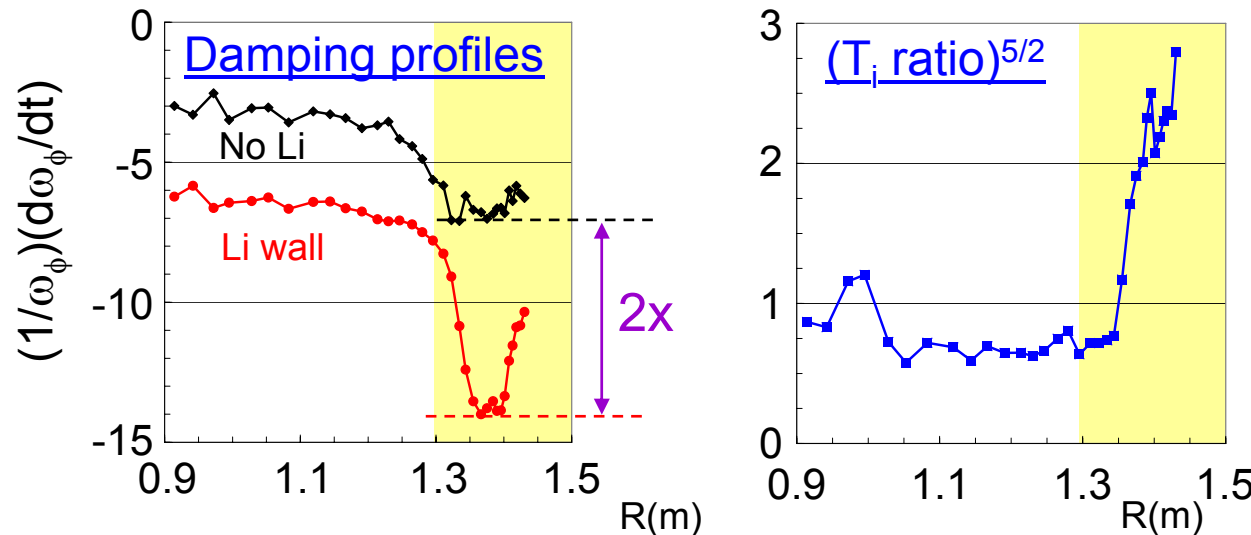 Damping profiles
(1/ωϕ)(dωϕ/dt)
0
-5
-10
-15
No Li
Li wall
2x
0.9 1.1 1.3 1.5
R(m)
(Ti ratio)5/2
3
2
1
0
0.9 1.1 1.3 1.5
R(m)